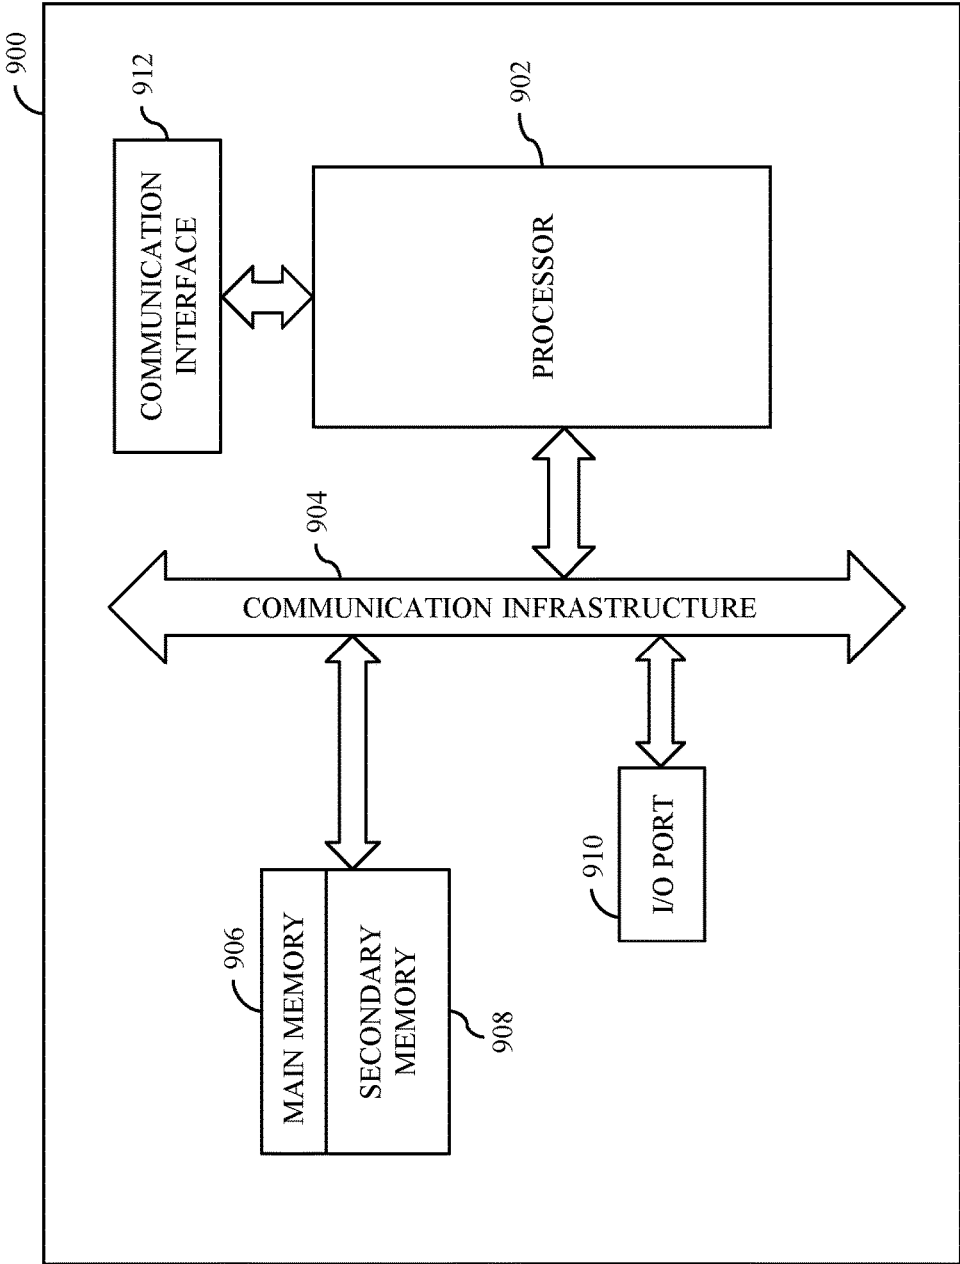 900
912
COMMUNICATION
INTERFACE
902
PROCESSOR
904
COMMUNICATION INFRASTRUCTURE
906
MAIN MEMORY
SECONDARY
MEMORY
908
910
I/O PORT